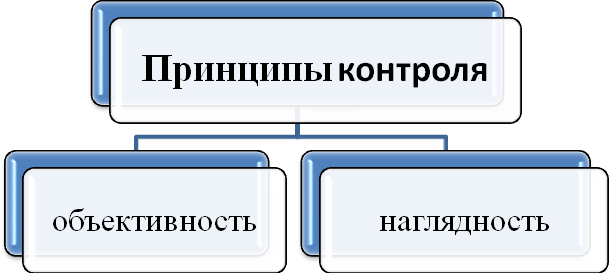 Принципы контроля
объективность
наглядность